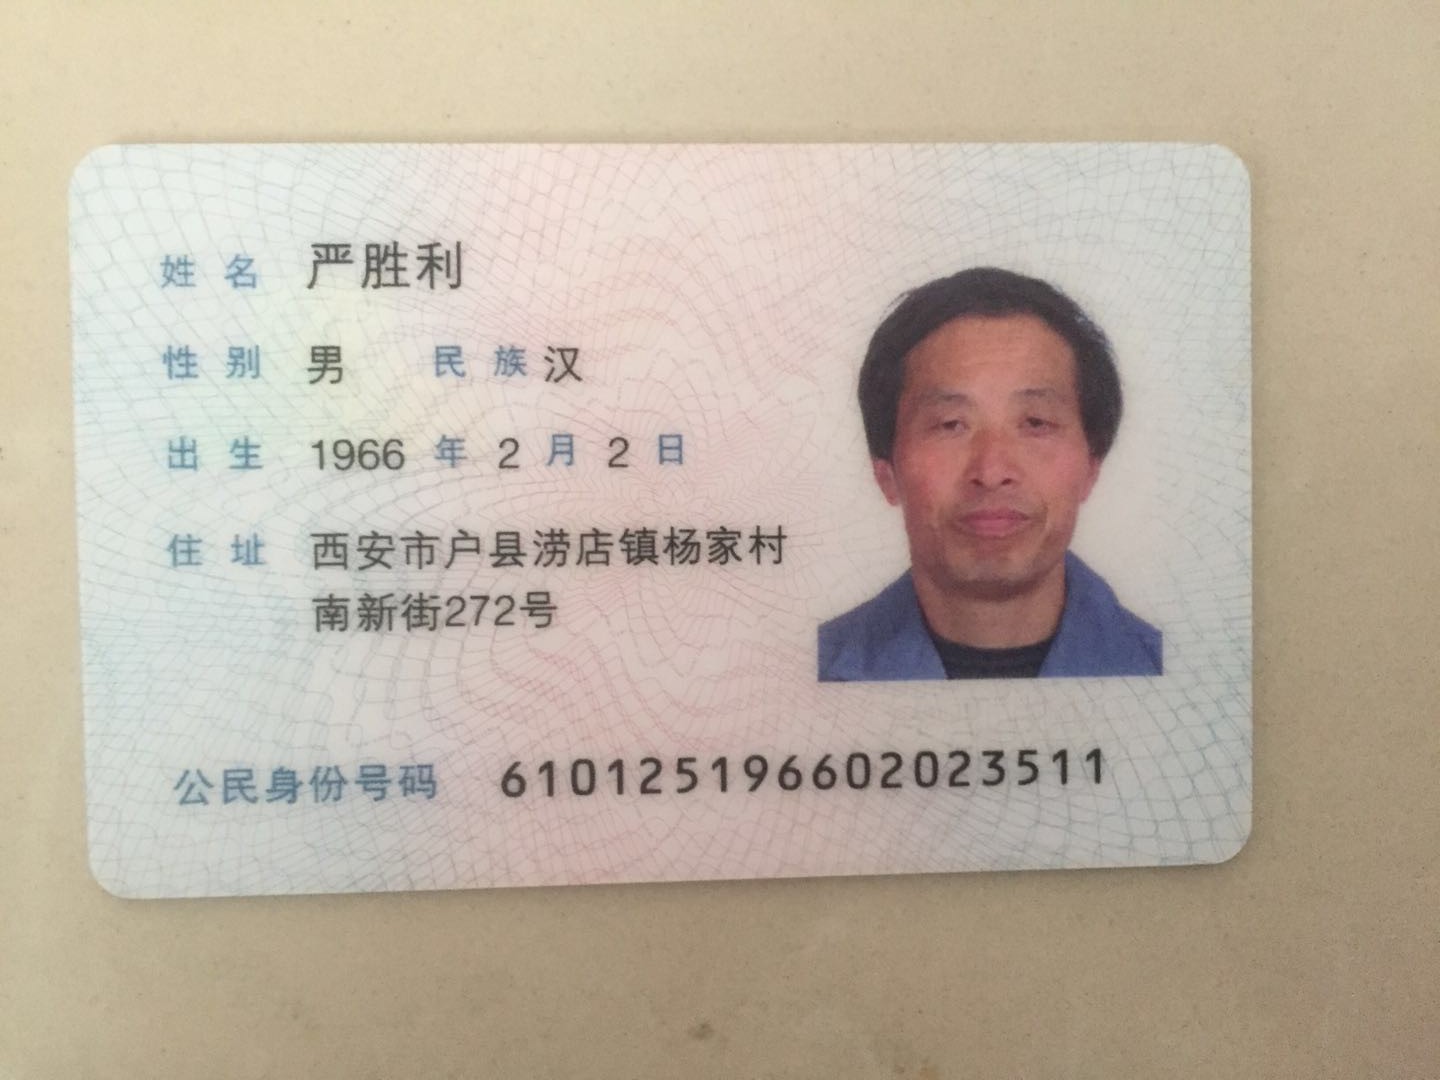 姓名 严胜利
性别 男 民族 汉
出生 1966 年 2 月 2 日
住址 西安市户县涝店镇杨家村
南新街272号
公民身份号码 610125196602023511